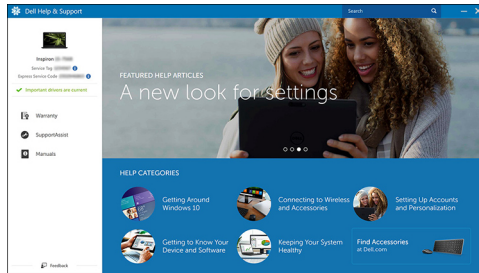 Dell Help & Support
Search
Inspiron
Service Tag
Express Service Code
Important drivers are current
Warranty
SupportAssist
Manuals
Feedback
FEATURED HELP ARTICLES
A new look for settings
HELP CATEGORIES
Getting Around
Windows 10
Connecting to Wireless
and Accessories
Setting Up Accounts
and Personalization
Getting to Know Your
Device and Software
Keeping Your System
Healthy
Find Accessories
at Dell.com